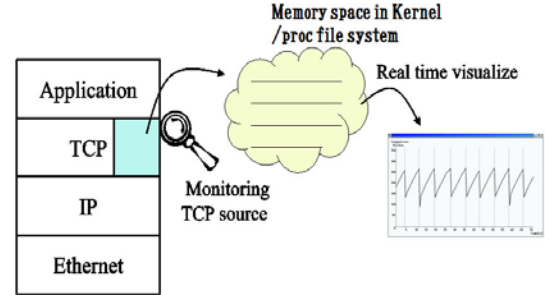 Memory space in Kernel
/proc file system
Real time visualize
Application
TCP
IP
Ethernet
Monitoring
TCP source